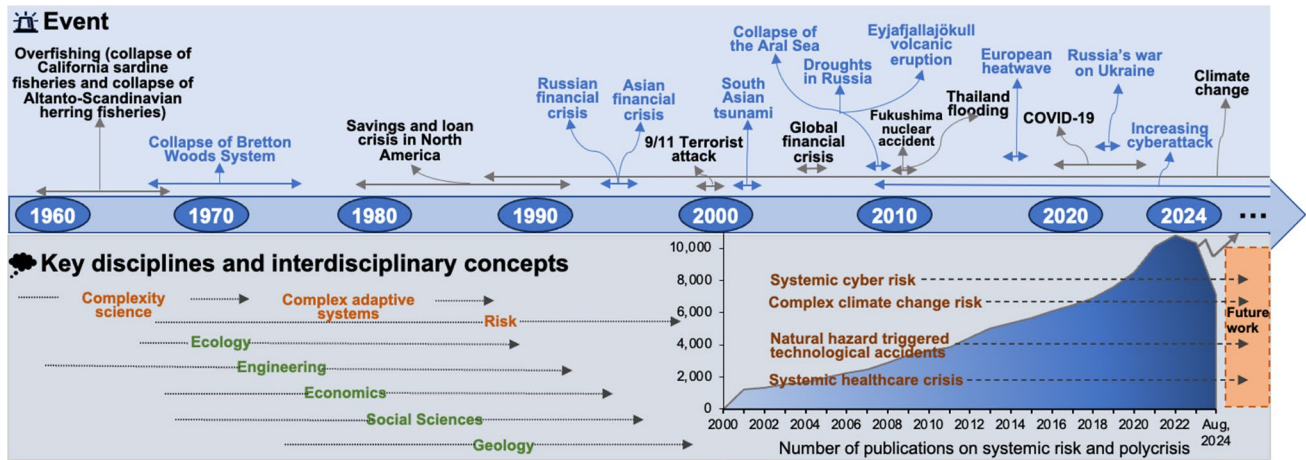 Event
Overfishing (collapse of
California sardine
fisheries and collapse of
Altanto-Scandinavian
herring fisheries)
Collapse of Bretton
Woods System
Savings and loan
crisis in North
America
Russian
financial
crisis
Asian
financial
crisis
9/11 Terrorist
attack
South
Asian
tsunami
Collapse of
the Aral Sea
Droughts
in Russia
Eyjafjallajökull
volcanic
eruption
Global
financial
crisis
Fukushima
nuclear
accident
Thailand
flooding
European
heatwave
COVID-19
Russia's war
on Ukraine
Increasing
cyberattack
Climate
change
1960
1970
1980
1990
2000
2010
2020
2024
...
Key disciplines and interdisciplinary concepts
Complexity
science
Complex adaptive
systems
Risk
Ecology
Engineering
Economics
Social Sciences
Geology
10,000
8,000
6,000
4,000
2,000
0
Systemic cyber risk
Complex climate change risk
Natural hazard triggered
technological accidents
Systemic healthcare crisis
Future
work
2000 2002 2004 2006 2008 2010 2012 2014 2016 2018 2020 2022 Aug,
2024
Number of publications on systemic risk and polycrisis